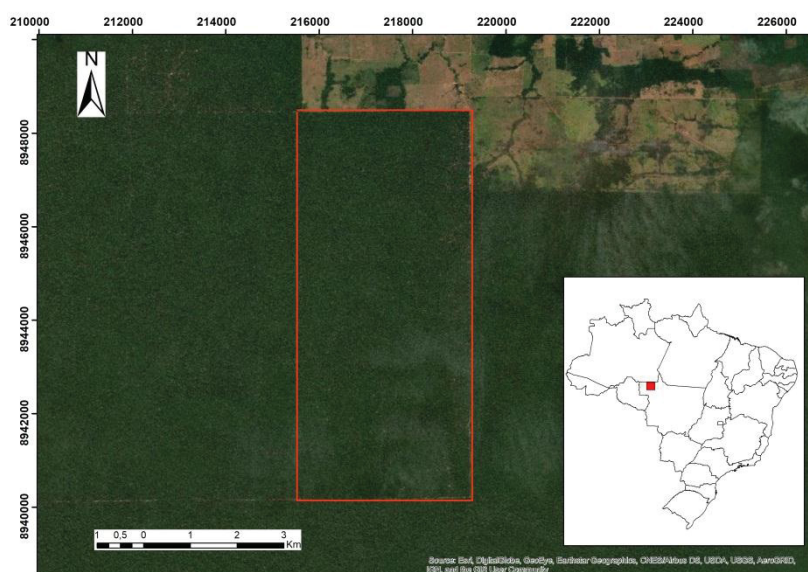 210000 212000 214000 216000 218000 220000 222000 224000 226000
N
8948000
8946000
8944000
8942000
8940000
1 0,5 0 1 2 3
Km
Source: Esri, DigitalGlobe, GeoEye, Earthstar Geographics, CNES/Airbus DS, USDA, USGS, AeroGRID,
IGN, and the GIS User Community